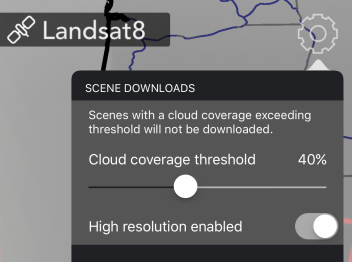 Landsat8
SCENE DOWNLOADS
Scenes with a cloud coverage exceeding
threshold will not be downloaded.
Cloud coverage threshold 40%
High resolution enabled